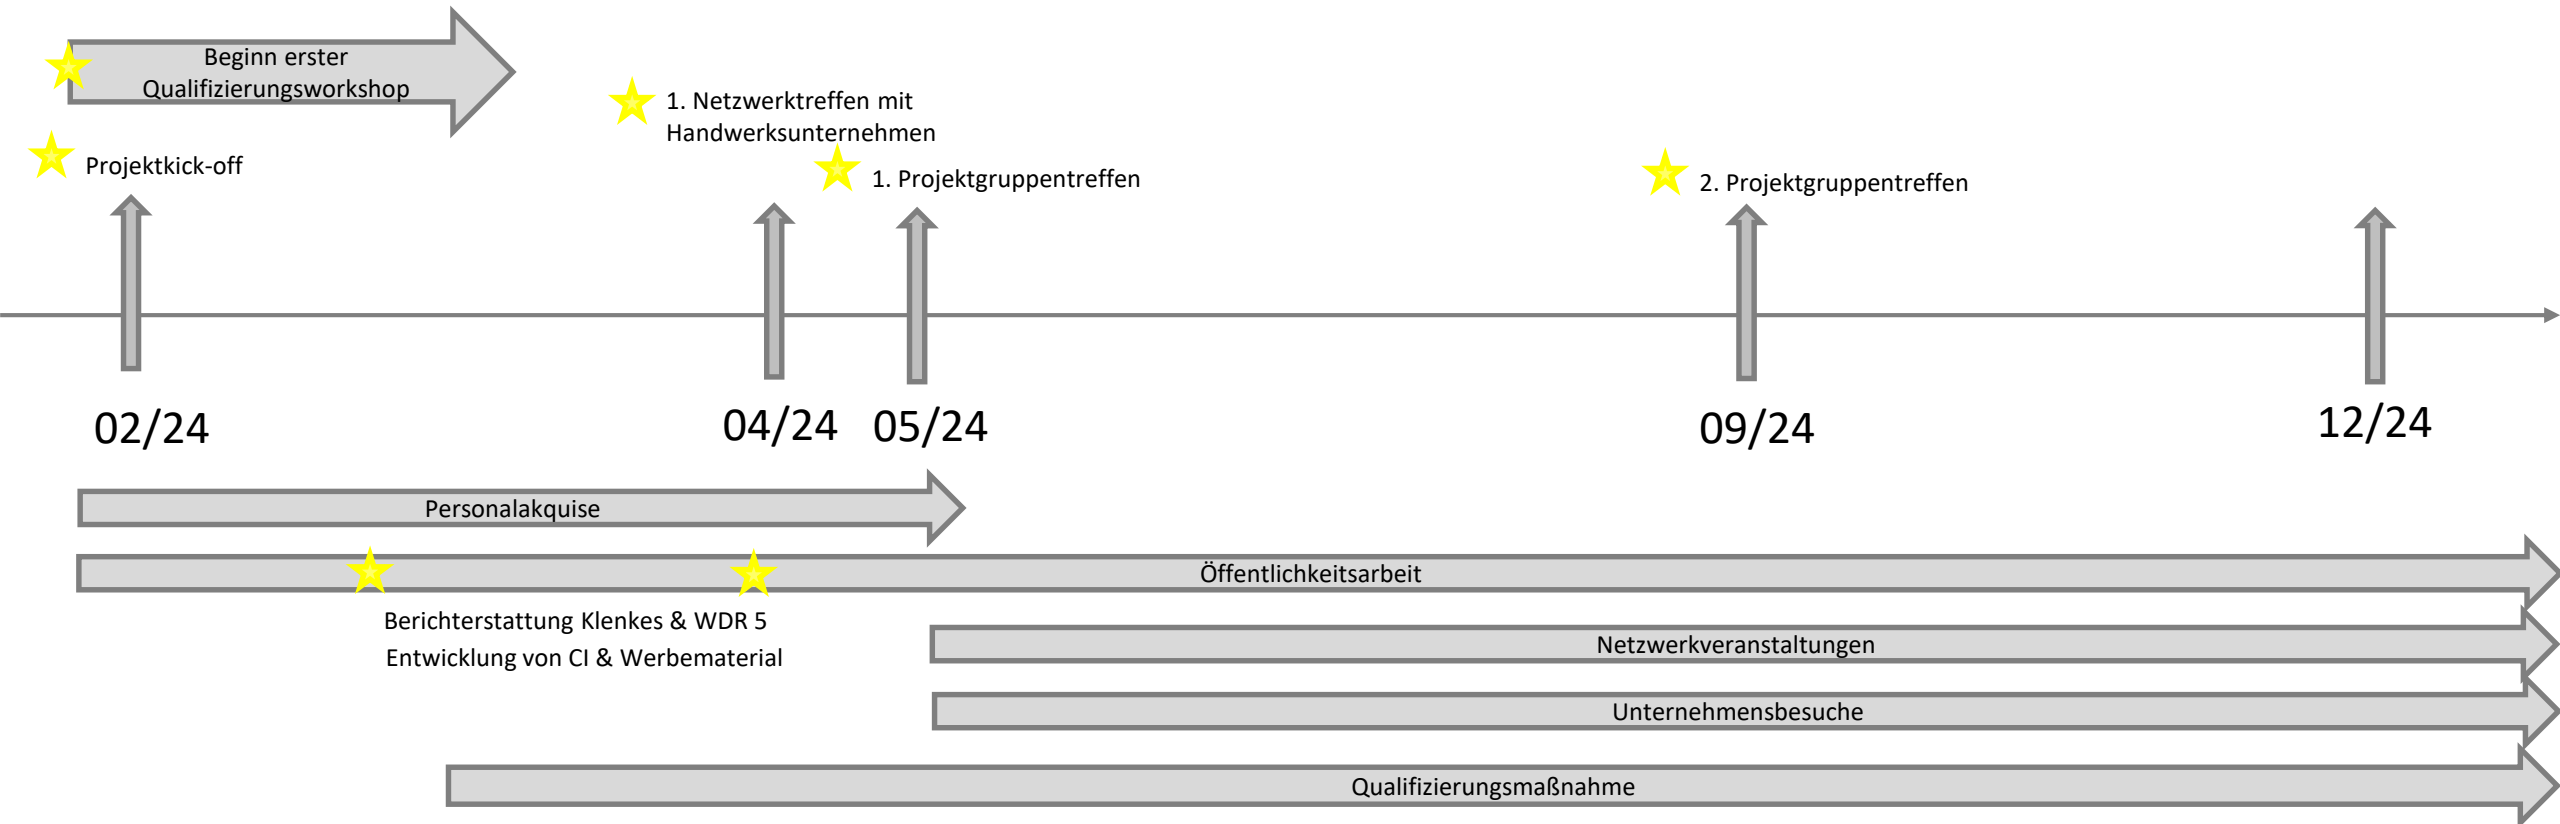 Beginn erster
Qualifizierungsworkshop
1. Netzwerktreffen mit
Handwerksunternehmen
Projektkick-off
1. Projektgruppentreffen
2. Projektgruppentreffen
02/24
04/24
05/24
09/24
12/24
Personalakquise
Öffentlichkeitsarbeit
Berichterstattung Klenkes & WDR 5
Entwicklung von CI & Werbematerial
Netzwerkveranstaltungen
Unternehmensbesuche
Qualifizierungsmaßnahme